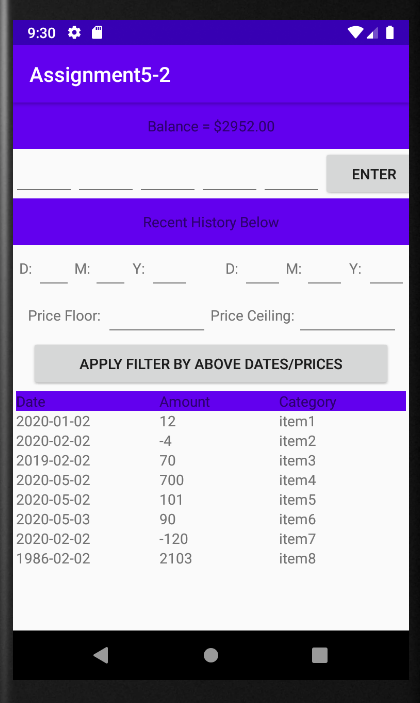 9:30
Assignment5-2
Balance = $2952.00
ENTER
Recent History Below
D: M: Y: D: M: Y:
Price Floor: Price Ceiling:
APPLY FILTER BY ABOVE DATES/PRICES
Date Amount Category
2020-01-02 12 item1
2020-02-02 -4 item2
2019-02-02 70 item3
2020-05-02 700 item4
2020-05-02 101 item5
2020-05-03 90 item6
2020-02-02 -120 item7
1986-02-02 2103 item8